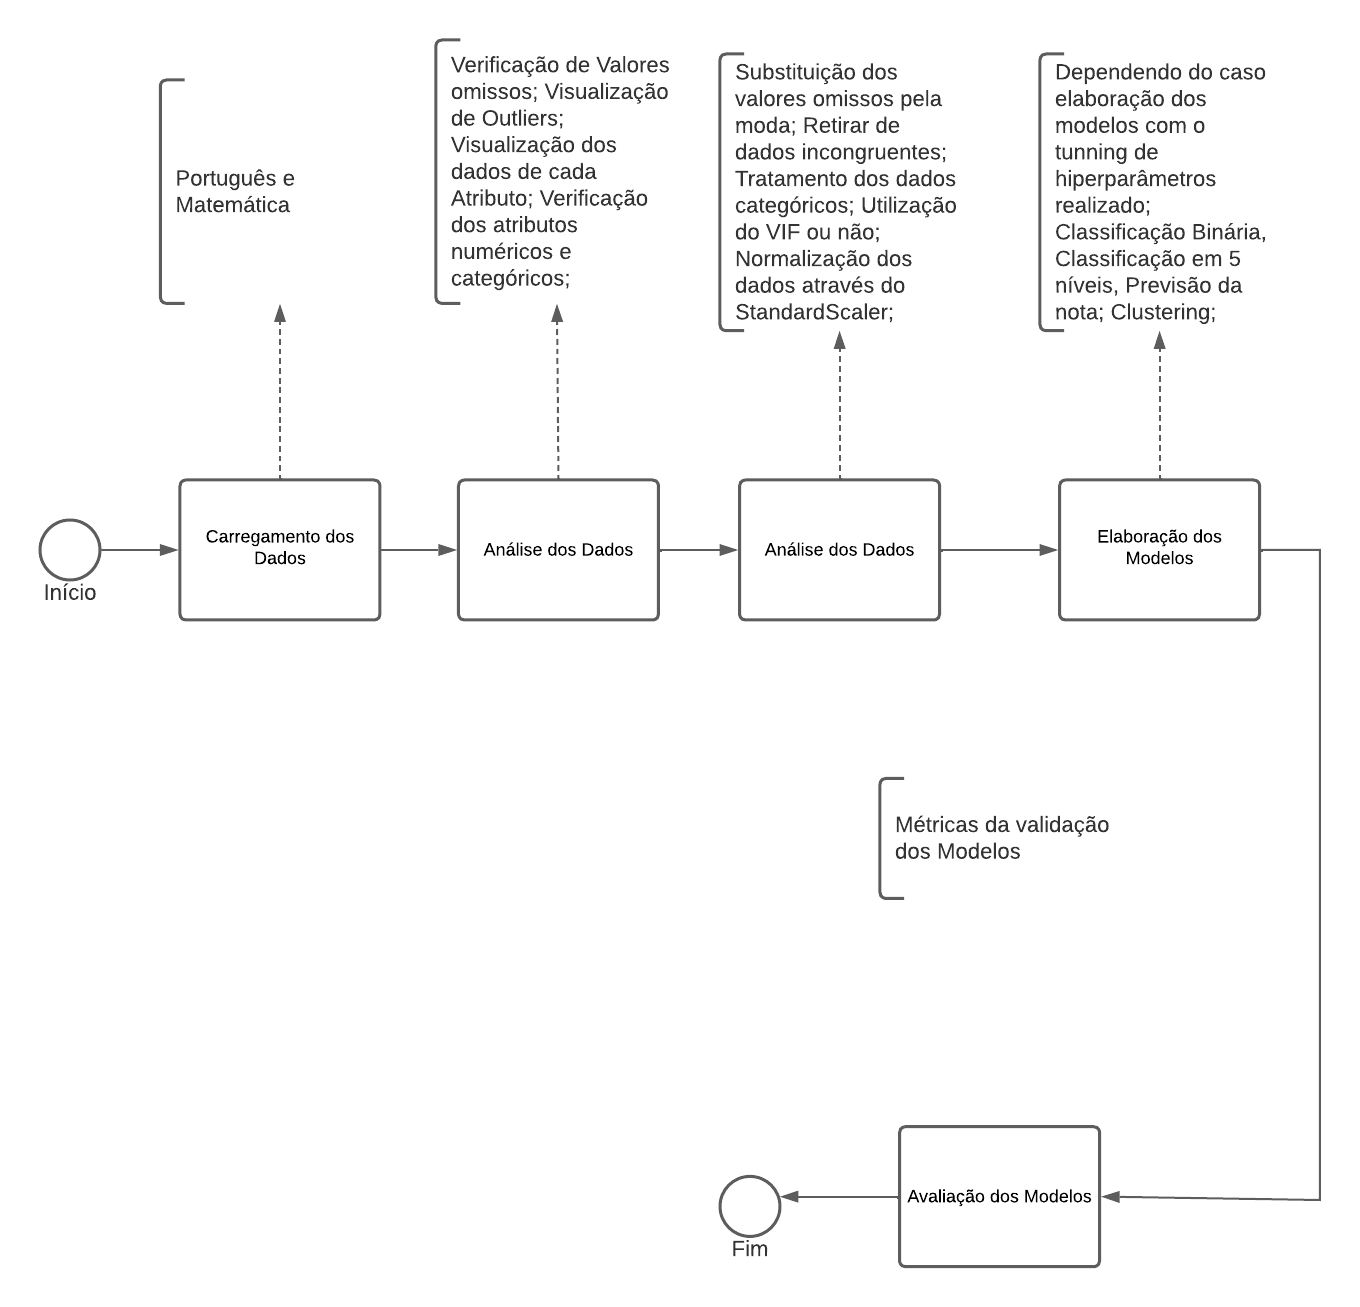 Português e
Matemática
Verificação de Valores
omissos; Visualização
de Outliers;
Visualização dos
dados de cada
Atributo; Verificação
dos atributos
numéricos e
categóricos;
Substituição dos
valores omissos pela
moda; Retirar de
dados incongruentes;
Tratamento dos dados
categóricos; Utilização
do VIF ou não;
Normalização dos
dados através do
StandardScaler;
Dependendo do caso
elaboração dos
modelos com o
tunning de
hiperparâmetros
realizado;
Classificação Binária,
Classificação em 5
níveis, Previsão da
nota; Clustering;
Início
Carregamento dos
Dados
Análise dos Dados
Análise dos Dados
Elaboração dos
Modelos
Métricas da validação
dos Modelos
Avaliação dos Modelos
Fim